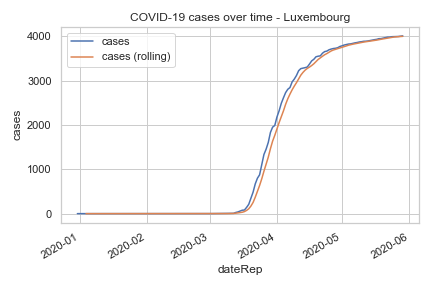 COVID-19 cases over time - Luxembourg
cases
cases (rolling)
4000
3000
2000
1000
0
cases
2020-01
2020-02
2020-03
2020-04
2020-05
2020-06
dateRep